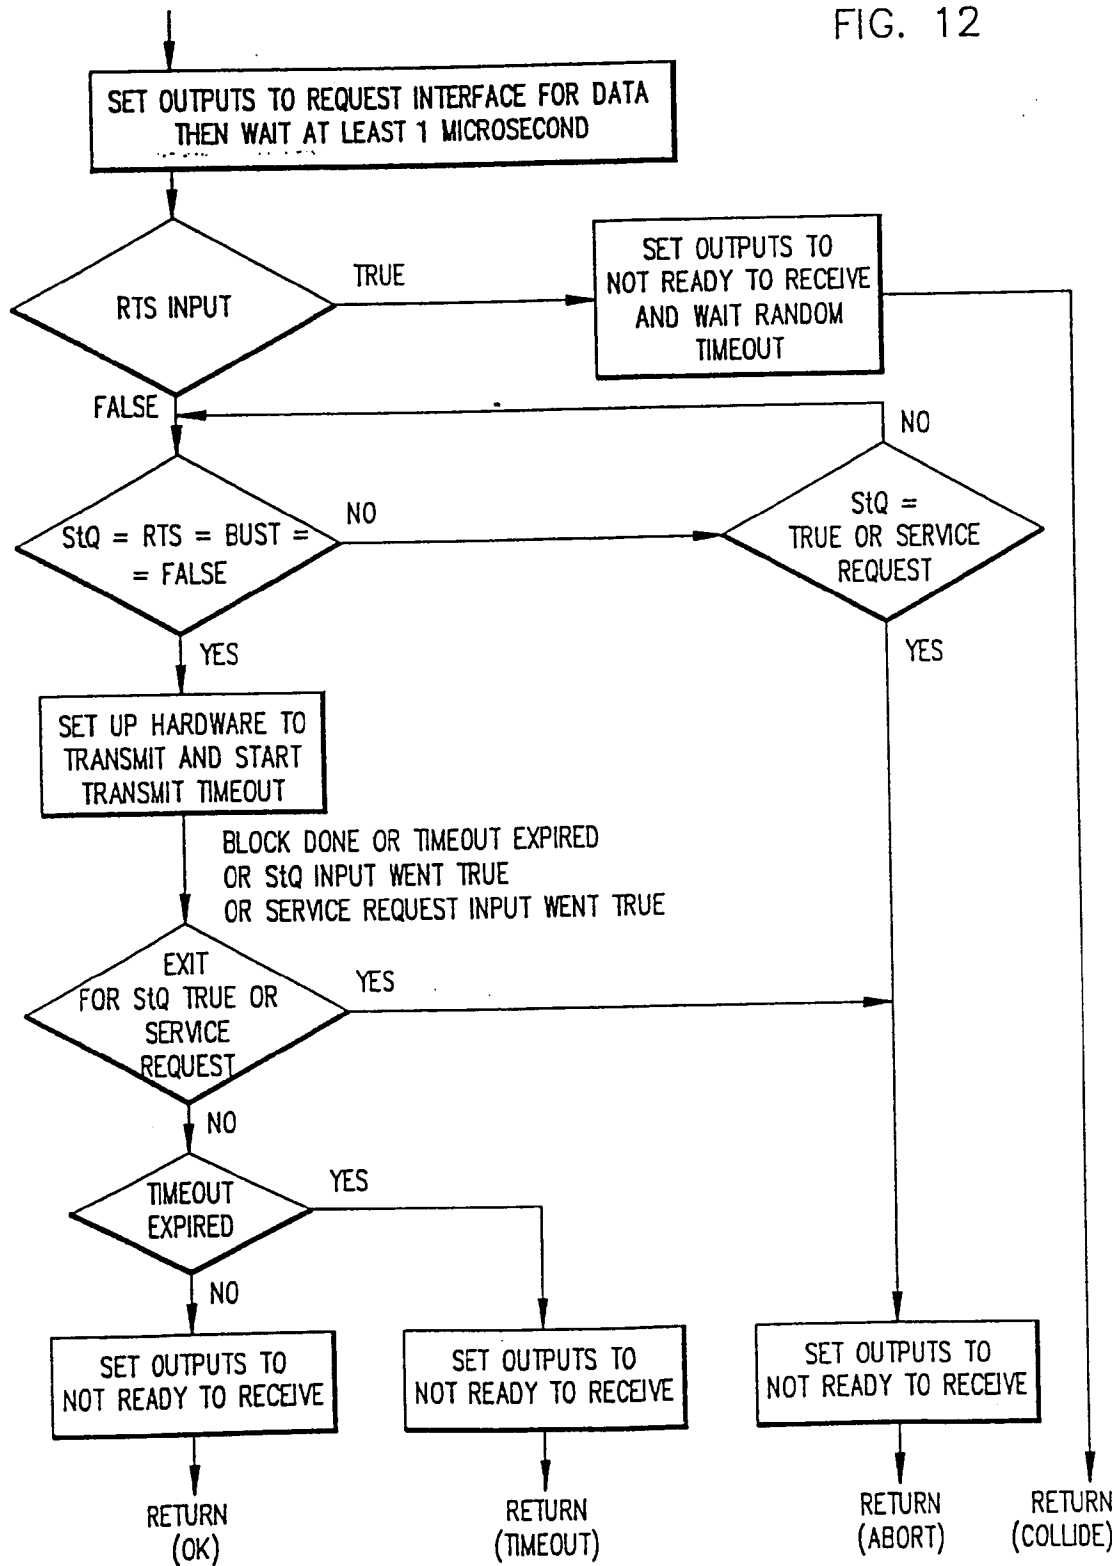 FIG. 12
SET OUTPUTS TO REQUEST INTERFACE FOR DATA
THEN WAIT AT LEAST 1 MICROSECOND
RTS INPUT
TRUE
SET OUTPUTS TO
NOT READY TO RECEIVE
AND WAIT RANDOM
TIMEOUT
FALSE
NO
StQ = RTS = BUST =
= FALSE
NO
StQ =
TRUE OR SERVICE
REQUEST
YES
YES
SET UP HARDWARE TO
TRANSMIT AND START
TRANSMIT TIMEOUT
BLOCK DONE OR TIMEOUT EXPIRED
OR StQ INPUT WENT TRUE
OR SERVICE REQUEST INPUT WENT TRUE
EXIT
FOR StQ TRUE OR
SERVICE
REQUEST
YES
NO
TIMEOUT
EXPIRED
YES
NO
SET OUTPUTS TO
NOT READY TO RECEIVE
SET OUTPUTS TO
NOT READY TO RECEIVE
SET OUTPUTS TO
NOT READY TO RECEIVE
RETURN
(OK)
RETURN
(TIMEOUT)
RETURN
(ABORT)
RETURN
(COLLIDE)